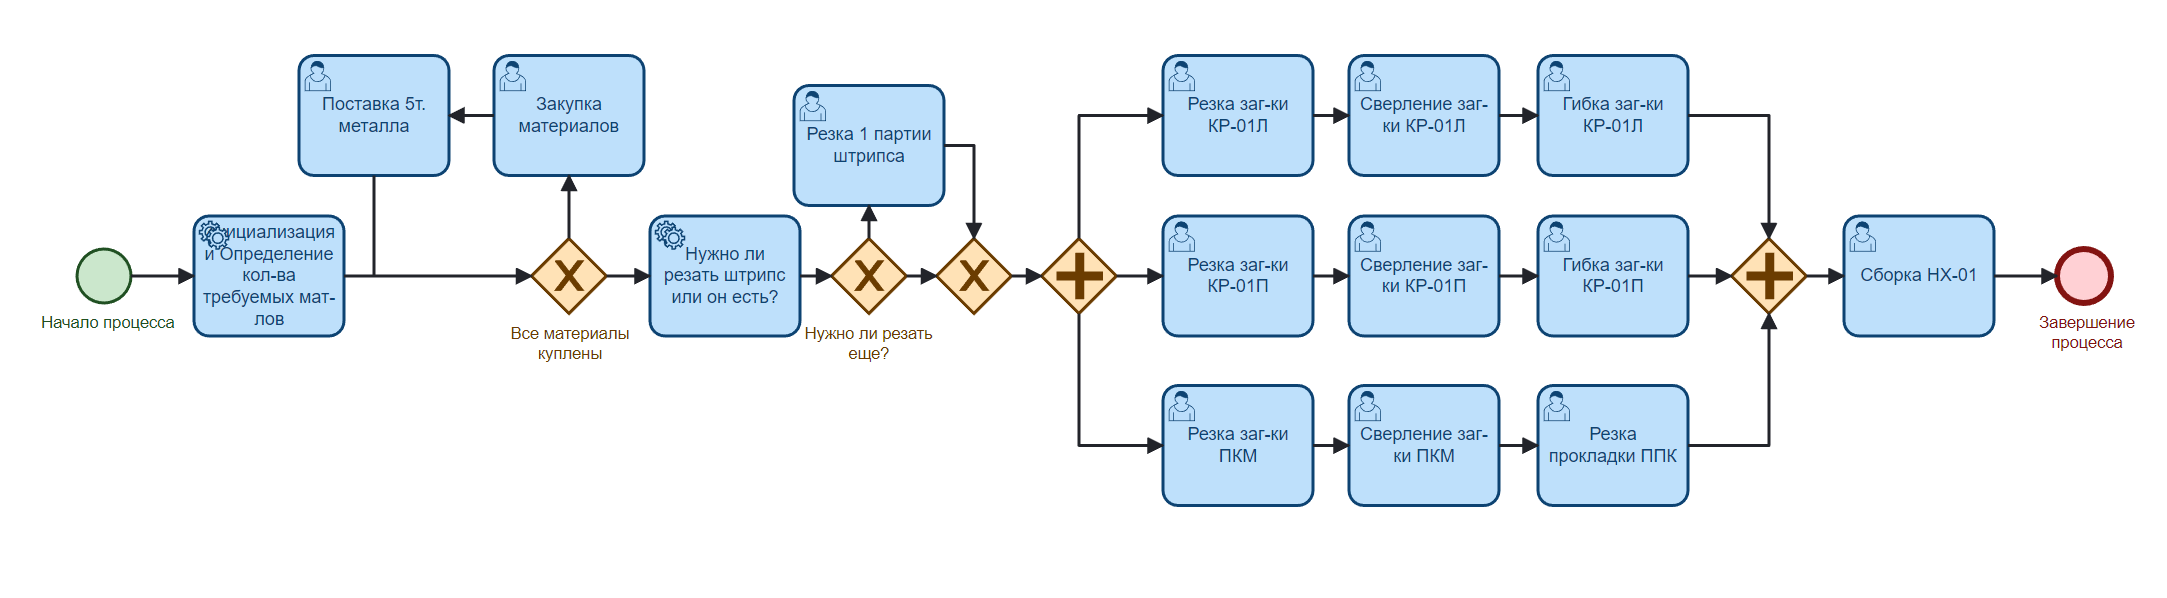 Начало процесса
ициализация
и Определение
кол-ва
требуемых мат-
лов
Поставка 5т.
металла
Закупка
материалов
Все материалы
куплены
Нужно ли
резать штрипс
или он есть?
Резка 1 партии
штрипса
Нужно ли резать
еще?
Резка заг-ки
КР-01Л
Сверление заг-
ки КР-01Л
Гибка заг-ки
КР-01Л
Резка заг-ки
КР-01П
Сверление заг-
ки КР-01П
Гибка заг-ки
КР-01П
Резка заг-ки
ПКМ
Сверление заг-
ки ПКМ
Резка
прокладки ППК
Сборка НХ-01
Завершение
процесса